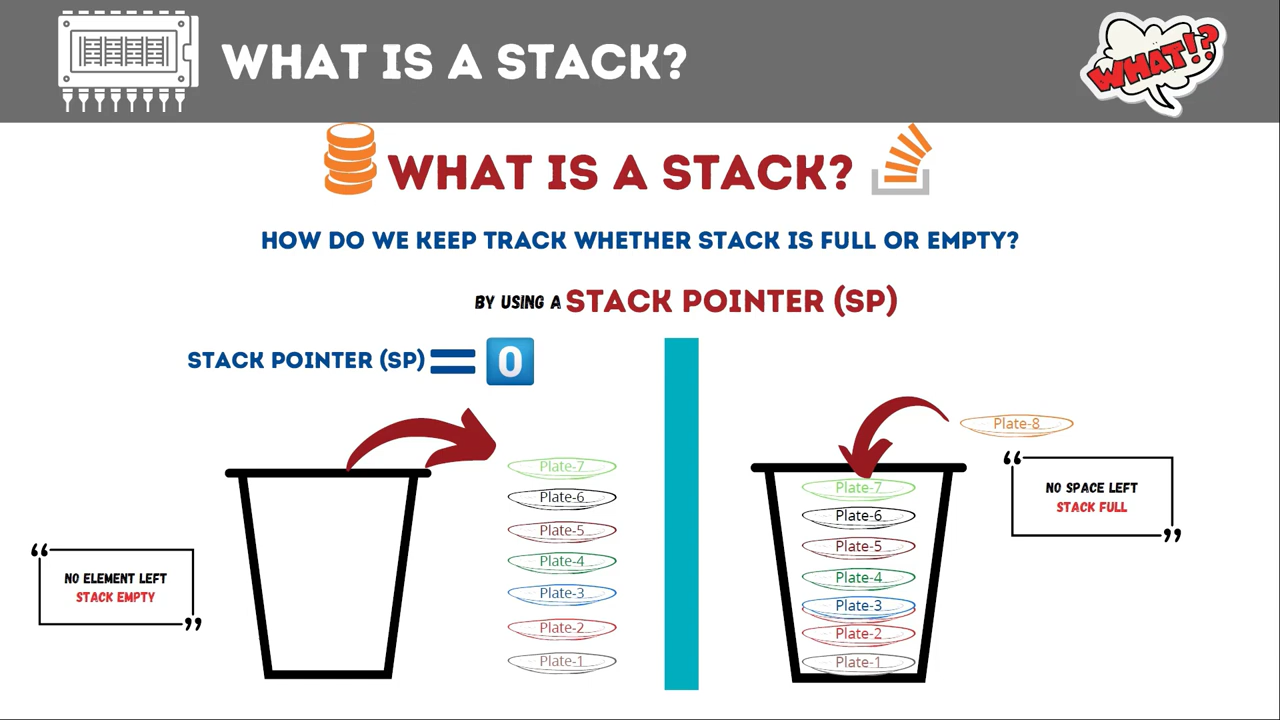 WHAT IS A STACK?
WHAT!?
WHAT IS A STACK?
HOW DO WE KEEP TRACK WHETHER STACK IS FULL OR EMPTY?
BY USING A STACK POINTER (SP)
STACK POINTER (SP) = 0
Plate-7
Plate-6
Plate-5
Plate-4
Plate-3
Plate-2
Plate-1
“
NO ELEMENT LEFT
STACK EMPTY
”
Plate-8
Plate-7
Plate-6
Plate-5
Plate-4
Plate-3
Plate-2
Plate-1
“
NO SPACE LEFT
STACK FULL
”